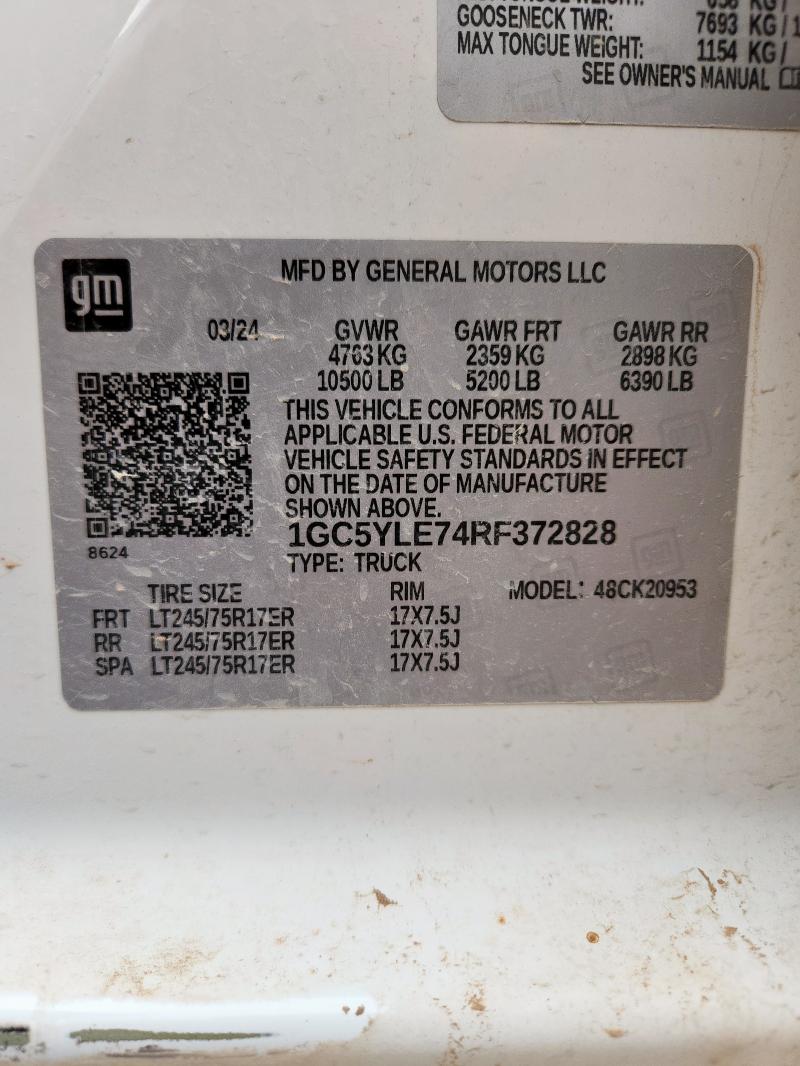 GOOSENECK TWR: 7693 KG / 1
MAX TONGUE WEIGHT: 1154 KG /
SEE OWNER'S MANUAL
gm
MFD BY GENERAL MOTORS LLC
03/24 GVWR GAWR FRT GAWR RR
4763 KG 2359 KG 2898 KG
10500 LB 5200 LB 6390 LB
THIS VEHICLE CONFORMS TO ALL
APPLICABLE U.S. FEDERAL MOTOR
VEHICLE SAFETY STANDARDS IN EFFECT
ON THE DATE OF MANUFACTURE
SHOWN ABOVE.
1GC5YLE74RF372828
8624
TYPE: TRUCK
TIRE SIZE RIM MODEL: 48CK20953
FRT LT245/75R17ER 17X7.5J
RR LT245/75R17ER 17X7.5J
SPA LT245/75R17ER 17X7.5J